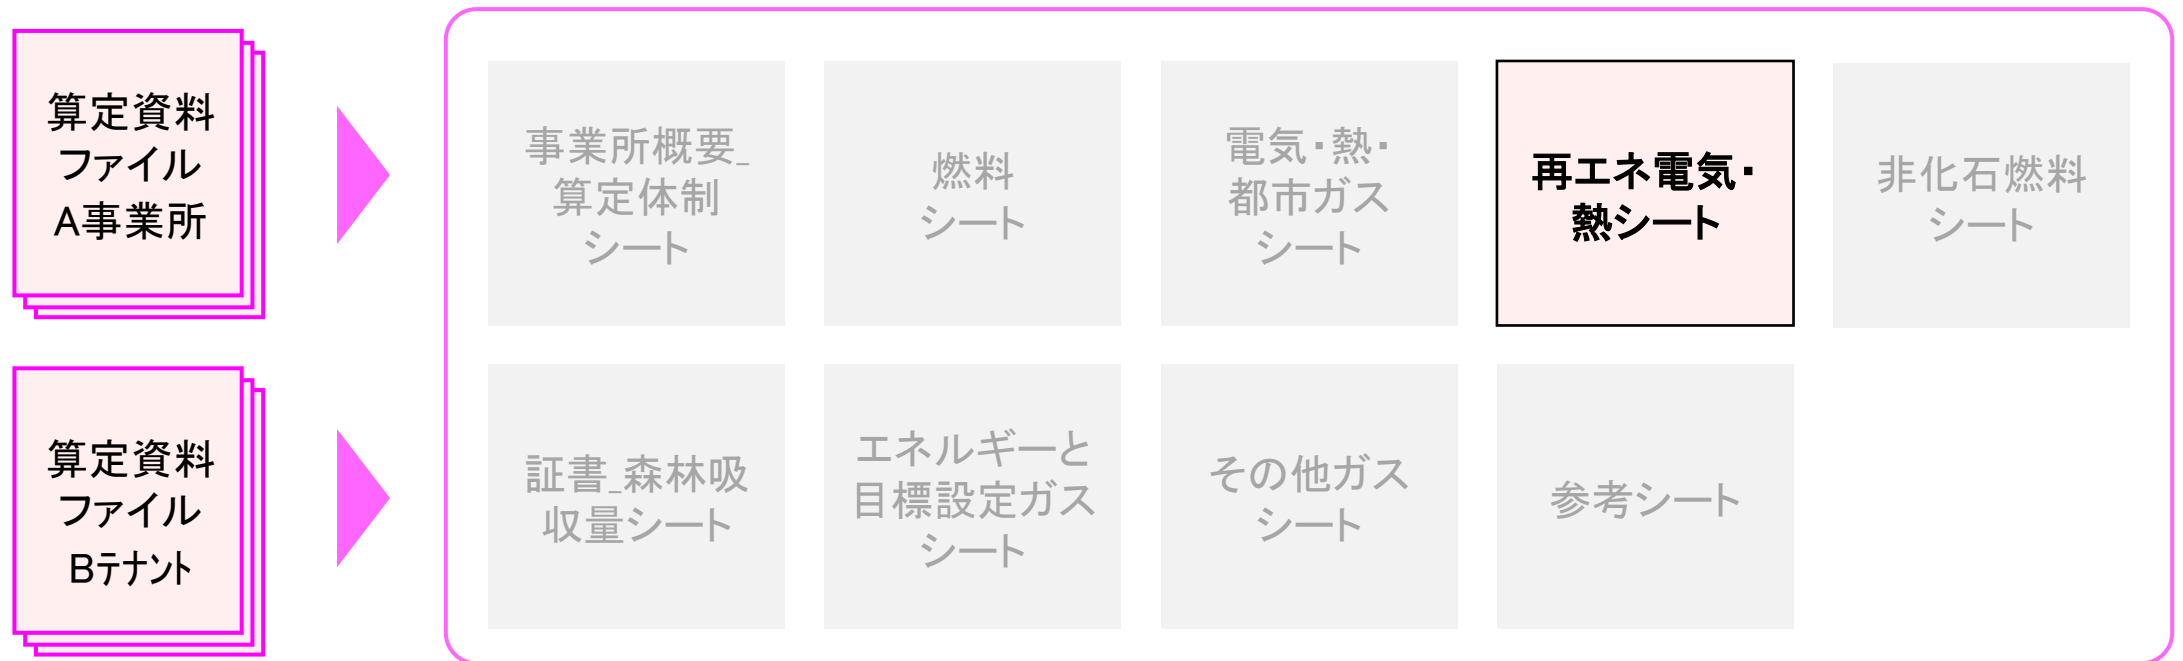 算定資料
ファイル
A事業所
事業所概要_
算定体制
シート
燃料
シート
電気・熱・
都市ガス
シート
再エネ電気・
熱シート
非化石燃料
シート
算定資料
ファイル
Bテナント
証書_森林吸
収量シート
エネルギーと
目標設定ガス
シート
その他ガス
シート
参考シート